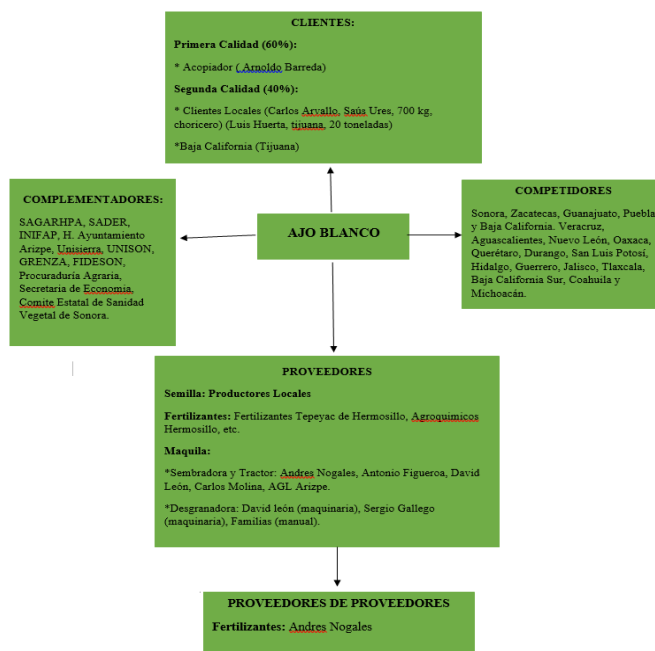 CLIENTES:
Primera Calidad (60%):
* Acopiador ( Arnoldo Barreda)
Segunda Calidad (40%):
* Clientes Locales (Carlos Arvallo, Saús Ures, 700 kg,
choricero) (Luis Huerta, tijuana, 20 toneladas)
*Baja California (Tijuana)
COMPLEMENTADORES:
SAGARHPA, SADER,
INIFAP, H. Ayuntamiento
Arizpe, Unisierra, UNISON,
GRENZA, FIDESON,
Procuraduría Agraria,
Secretaria de Economía,
Comite Estatal de Sanidad
Vegetal de Sonora.
AJO BLANCO
COMPETIDORES
Sonora, Zacatecas, Guanajuato, Puebla
y Baja California. Veracruz,
Aguascalientes, Nuevo León, Oaxaca,
Querétaro, Durango, San Luis Potosí,
Hidalgo, Guerrero, Jalisco, Tlaxcala,
Baja California Sur, Coahuila y
Michoacán.
PROVEEDORES
Semilla: Productores Locales
Fertilizantes: Fertilizantes Tepeyac de Hermosillo, Agroquimicos
Hermosillo, etc.
Maquila:
*Sembradora y Tractor: Andres Nogales, Antonio Figueroa, David
León, Carlos Molina, AGL Arizpe.
*Desgranadora: David león (maquinaria), Sergio Gallego
(maquinaria), Familias (manual).
PROVEEDORES DE PROVEEDORES
Fertilizantes: Andres Nogales